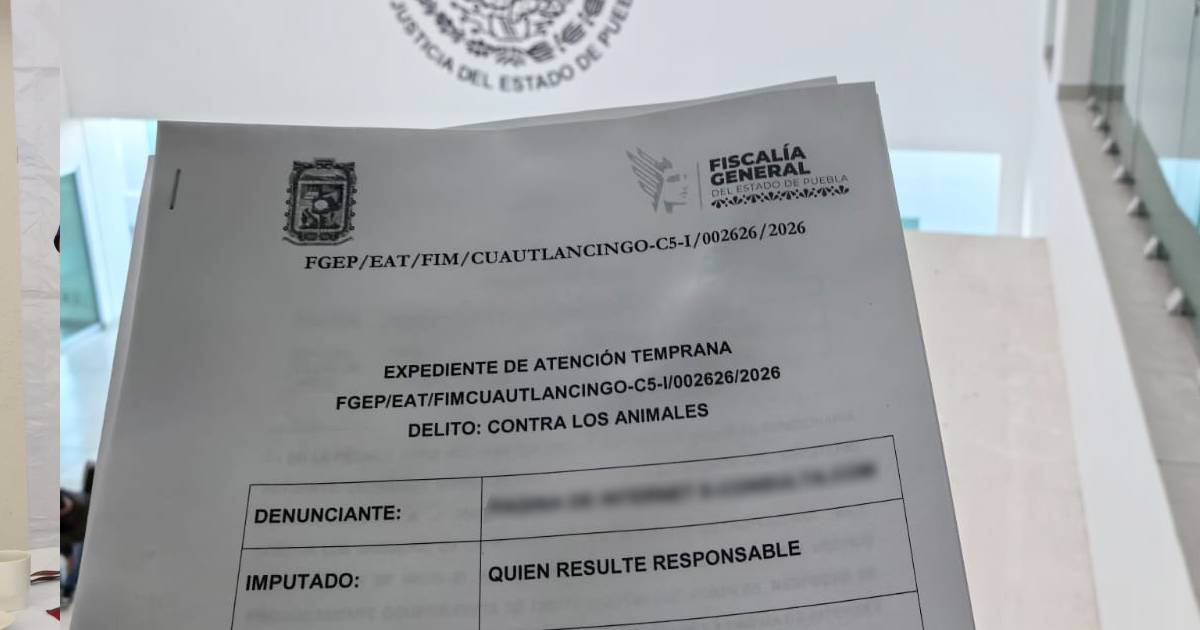 JUSTICIA DEL ESTADO DE PUE
FISCALÍA
GENERAL
DEL ESTADO DE PUEBLA
FGEP/EAT/FIM/CUAUTLANCINGO-C5-I/002626/2026
EXPEDIENTE DE ATENCIÓN TEMPRANA
FGEP/EAT/FIMCUAUTLANCINGO-C5-I/002626/2026
DELITO: CONTRA LOS ANIMALES
DENUNCIANTE:
IMPUTADO:
QUIEN RESULTE RESPONSABLE